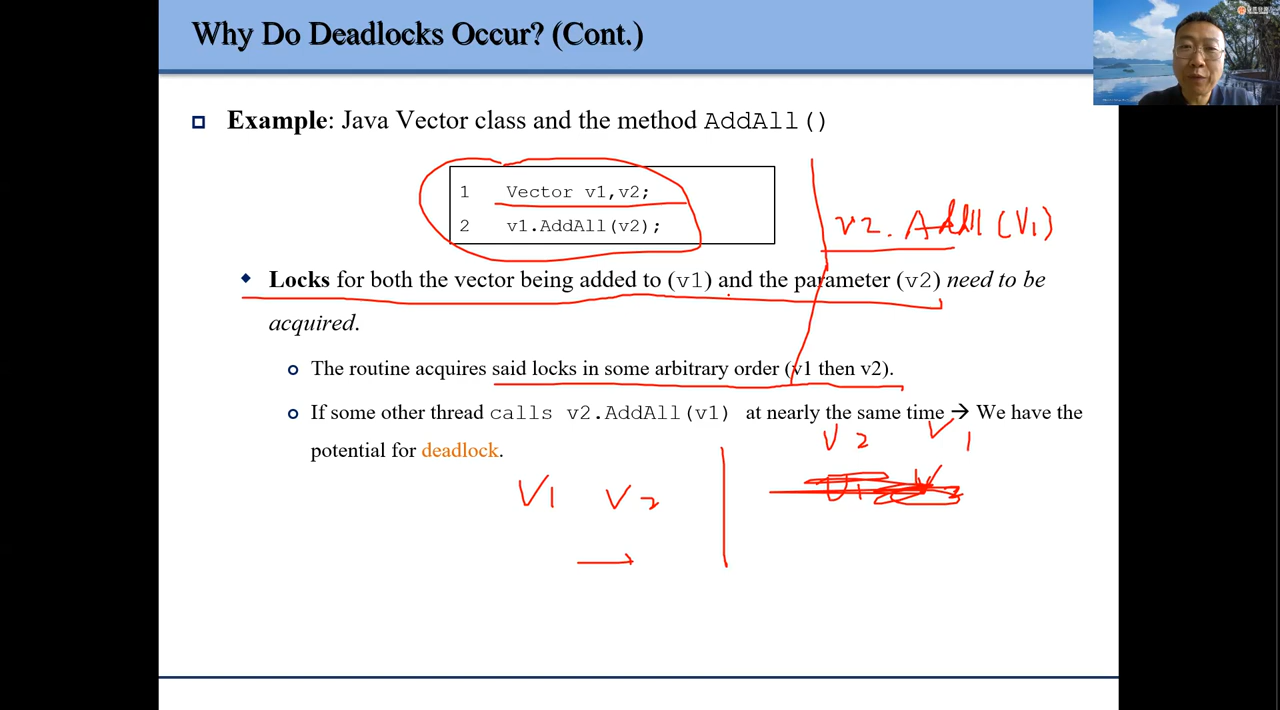 Why Do Deadlocks Occur? (Cont.)
Example: Java Vector class and the method AddAll()
1 Vector v1,v2;
2 v1.AddAll(v2);
v2. Addll (V1)
Locks for both the vector being added to (v1) and the parameter (v2) need to be
acquired.
The routine acquires said locks in some arbitrary order (v1 then v2).
If some other thread calls v2.AddAll(v1) at nearly the same time → We have the
potential for deadlock.
V2 V1
V1 V2